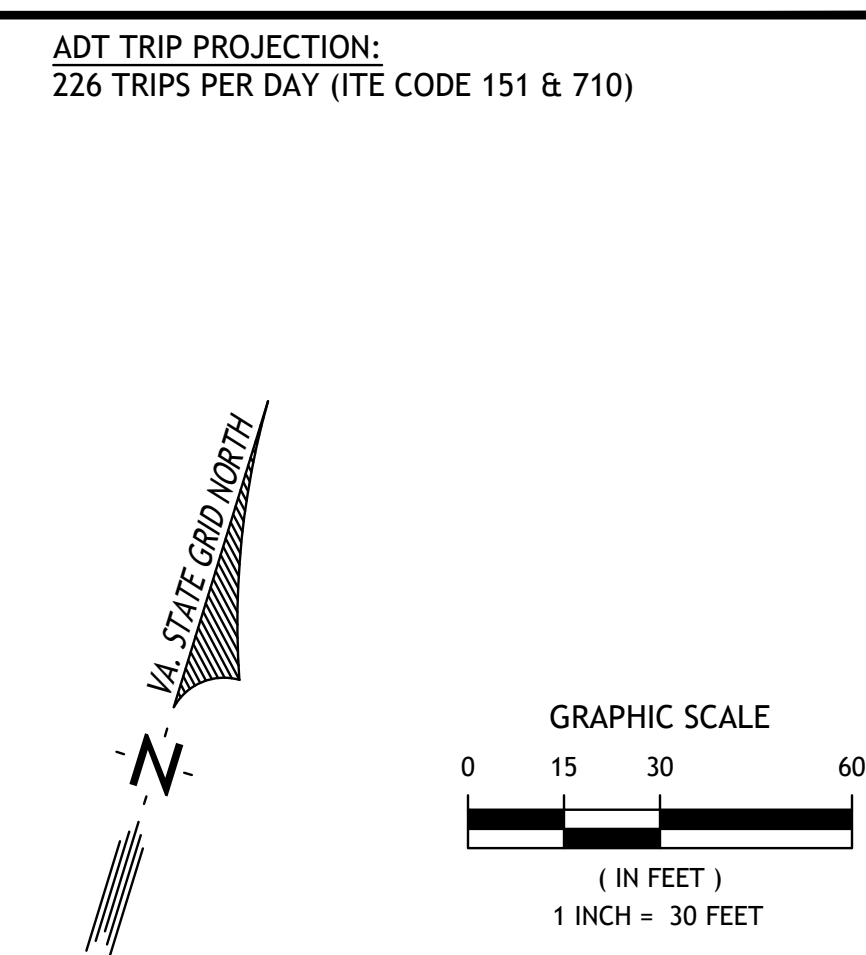 ADT TRIP PROJECTION:
226 TRIPS PER DAY (ITE CODE 151 & 710)
VA. STATE GRID NORTH
N
GRAPHIC SCALE
0 15 30 60
( IN FEET )
1 INCH = 30 FEET